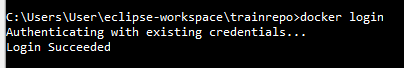 C:\Users\User\eclipse-workspace\trainrepo>docker login
Authenticating with existing credentials...
Login Succeeded